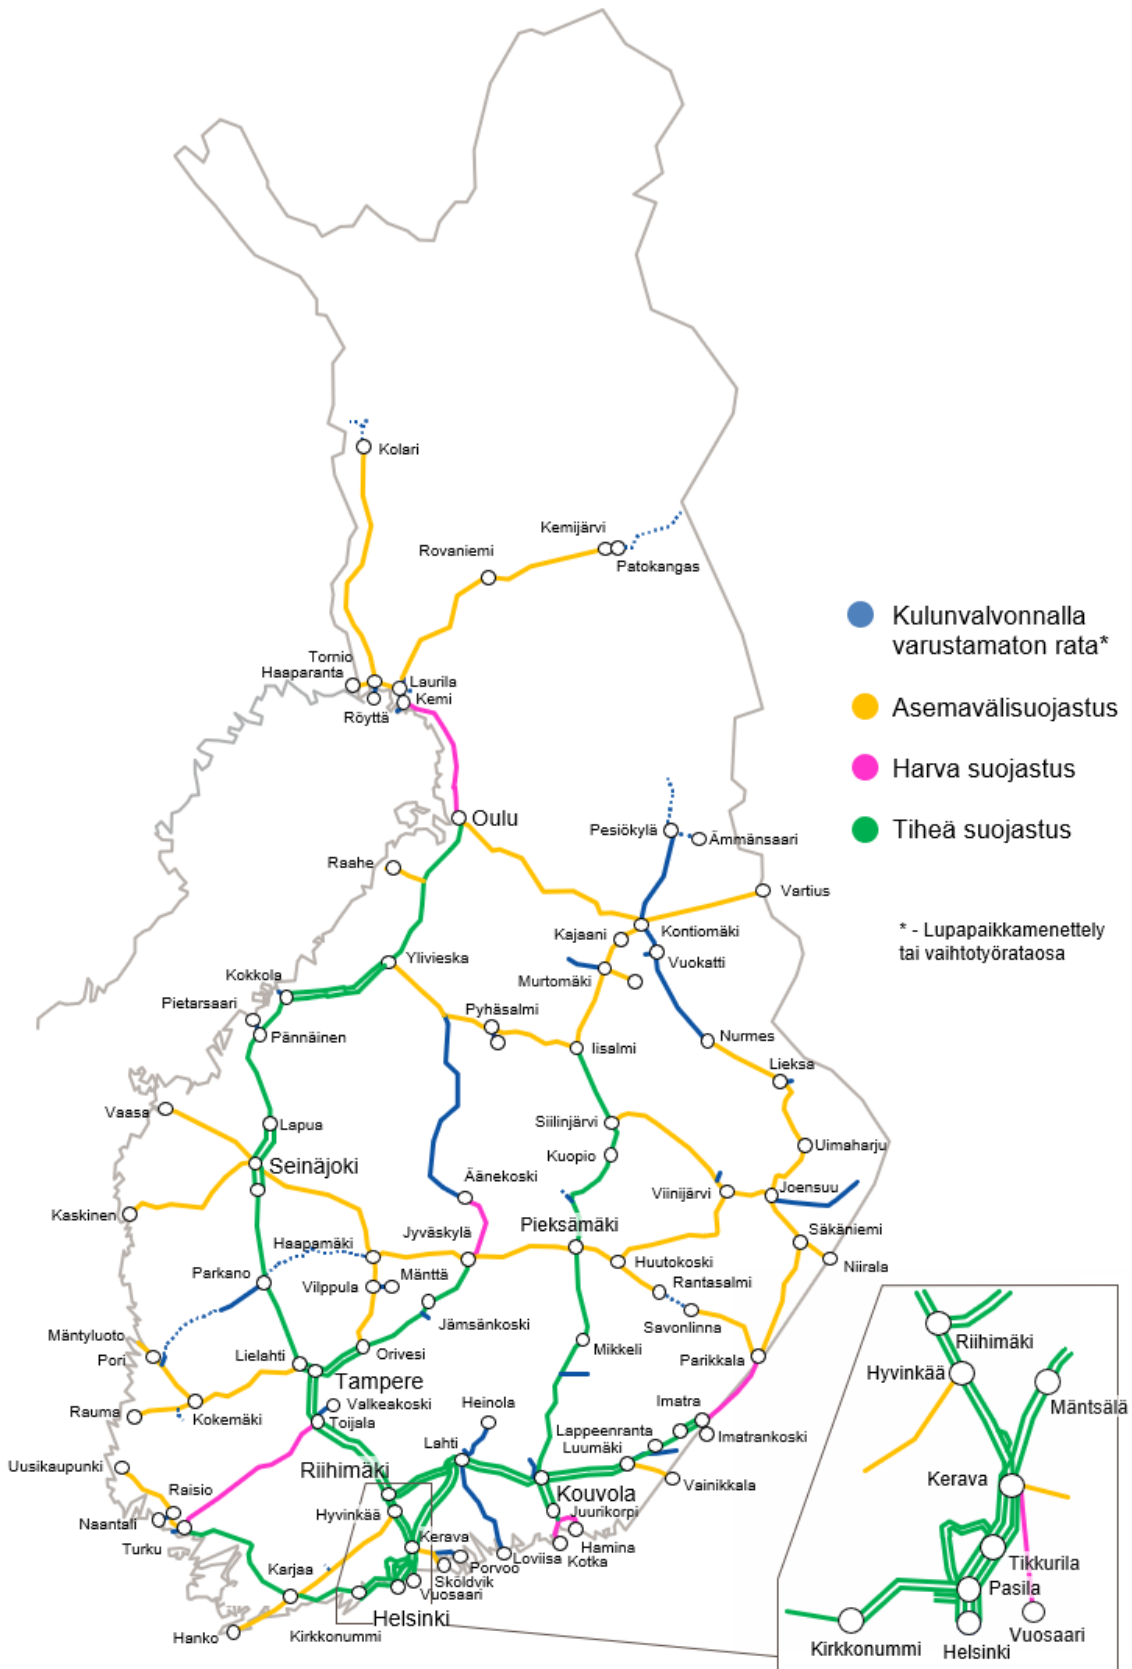 Kolari
Kemijärvi
Rovaniemi
Patokangas
Kulunvalvonnalla
varustamaton rata*
Asemavälisuojastus
Harva suojastus
Tiheä suojastus
* - Lupapaikkamenettely
tai vaihtotyörataosa
Tornio
Haaparanta
Laurila
Kemi
Röyttä
Oulu
Pesiökylä
Ämmänsaari
Raahe
Vartius
Kajaani
Kontiomäki
Ylivieska
Vuokatti
Kokkola
Murtomäki
Pietarsaari
Pyhäsalmi
Pännäinen
Iisalmi
Nurmes
Lieksa
Vaasa
Lapua
Siilinjärvi
Uimaharju
Kuopio
Seinäjoki
Äänekoski
Viinijärvi
Joensuu
Kaskinen
Jyväskylä
Pieksämäki
Säkäniemi
Haapamäki
Huutokoski
Niirala
Parkano
Vilppula
Mänttä
Rantasalmi
Savonlinna
Jämsänkoski
Mäntyluoto
Pori
Lielahti
Orivesi
Mikkeli
Parikkala
Tampere
Valkeakoski
Heinola
Imatra
Rauma
Kokemäki
Toijala
Lappeenranta
Imatrankoski
Lahti
Luumäki
Uusikaupunki
Riihimäki
Vainikkala
Kouvola
Raisio
Hyvinkää
Juurikorpi
Naantali
Turku
Kerava
Hamina
Kotka
Loviisa
Porvoo
Sköldvik
Karjaa
Vuosaari
Helsinki
Hanko
Kirkkonummi
Riihimäki
Hyvinkää
Mäntsälä
Kerava
Tikkurila
Pasila
Kirkkonummi
Helsinki
Vuosaari